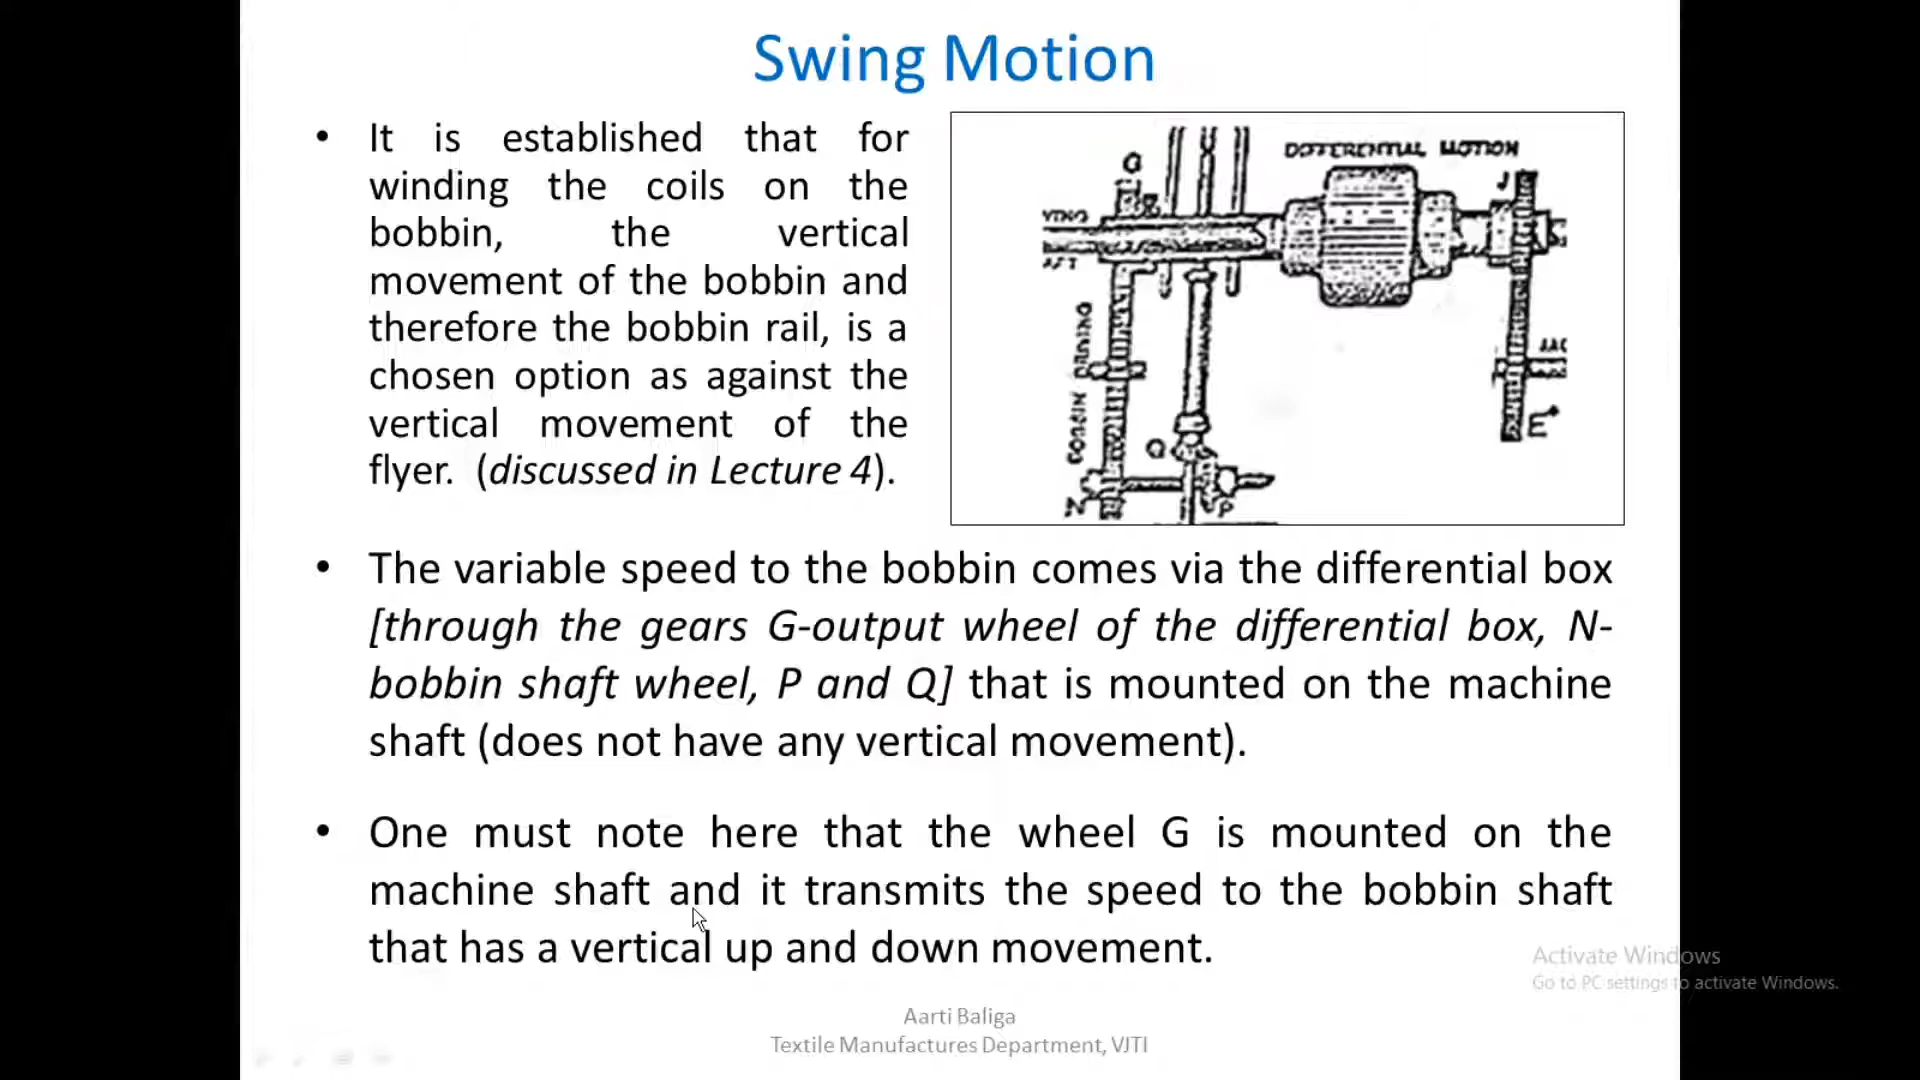 Swing Motion
• It is established that for
winding the coils on the
bobbin, the vertical
movement of the bobbin and
therefore the bobbin rail, is a
chosen option as against the
vertical movement of the
flyer. (discussed in Lecture 4).
DIFFERENTIAL MOTION
G
J
BOBBIN DRIVING
E
Q
N
P
• The variable speed to the bobbin comes via the differential box
[through the gears G-output wheel of the differential box, N-
bobbin shaft wheel, P and Q] that is mounted on the machine
shaft (does not have any vertical movement).
• One must note here that the wheel G is mounted on the
machine shaft and it transmits the speed to the bobbin shaft
that has a vertical up and down movement.
Activate Windows
Go to PC settings to activate Windows.
Aarti Baliga
Textile Manufactures Department, VJTI